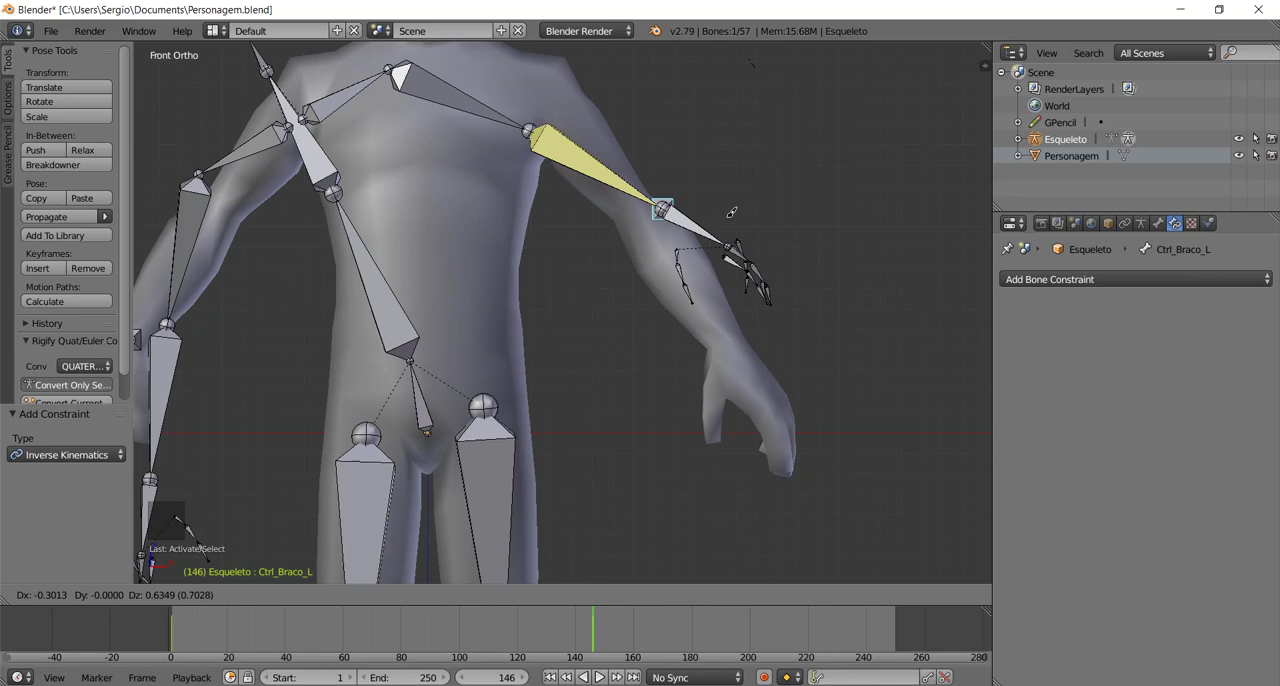 Blender* [C:\Users\Sergio\Documents\Personagem.blend]
File Render Window Help Default Scene Blender Render v2.79 | Bones:1/57 | Mem:15.68M | Esqueleto
Tools
Options
Grease Pencil
Pose Tools
Transform:
Translate
Rotate
Scale
In-Between:
Push Relax
Breakdowner
Pose:
Copy Paste
Propagate
Add To Library
Keyframes:
Insert Remove
Motion Paths:
Calculate
History
Rigify Quat/Euler Co
Conv QUATER...
Convert Only Se...
Add Constraint
Type
Inverse Kinematics
Front Ortho
Last: Activate/Select
(146) Esqueleto : Ctrl_Braco_L
Dx: -0.3013 Dy: -0.0000 Dz: 0.6349 (0.7028)
View Search All Scenes
Scene
RenderLayers
World
GPencil
Esqueleto
Personagem
Esqueleto Ctrl_Braco_L
Add Bone Constraint
-40 -20 0 20 40 60 80 100 120 140 160 180 200 220 240 260 280
View Marker Frame Playback Start: 1 End: 250 146 No Sync